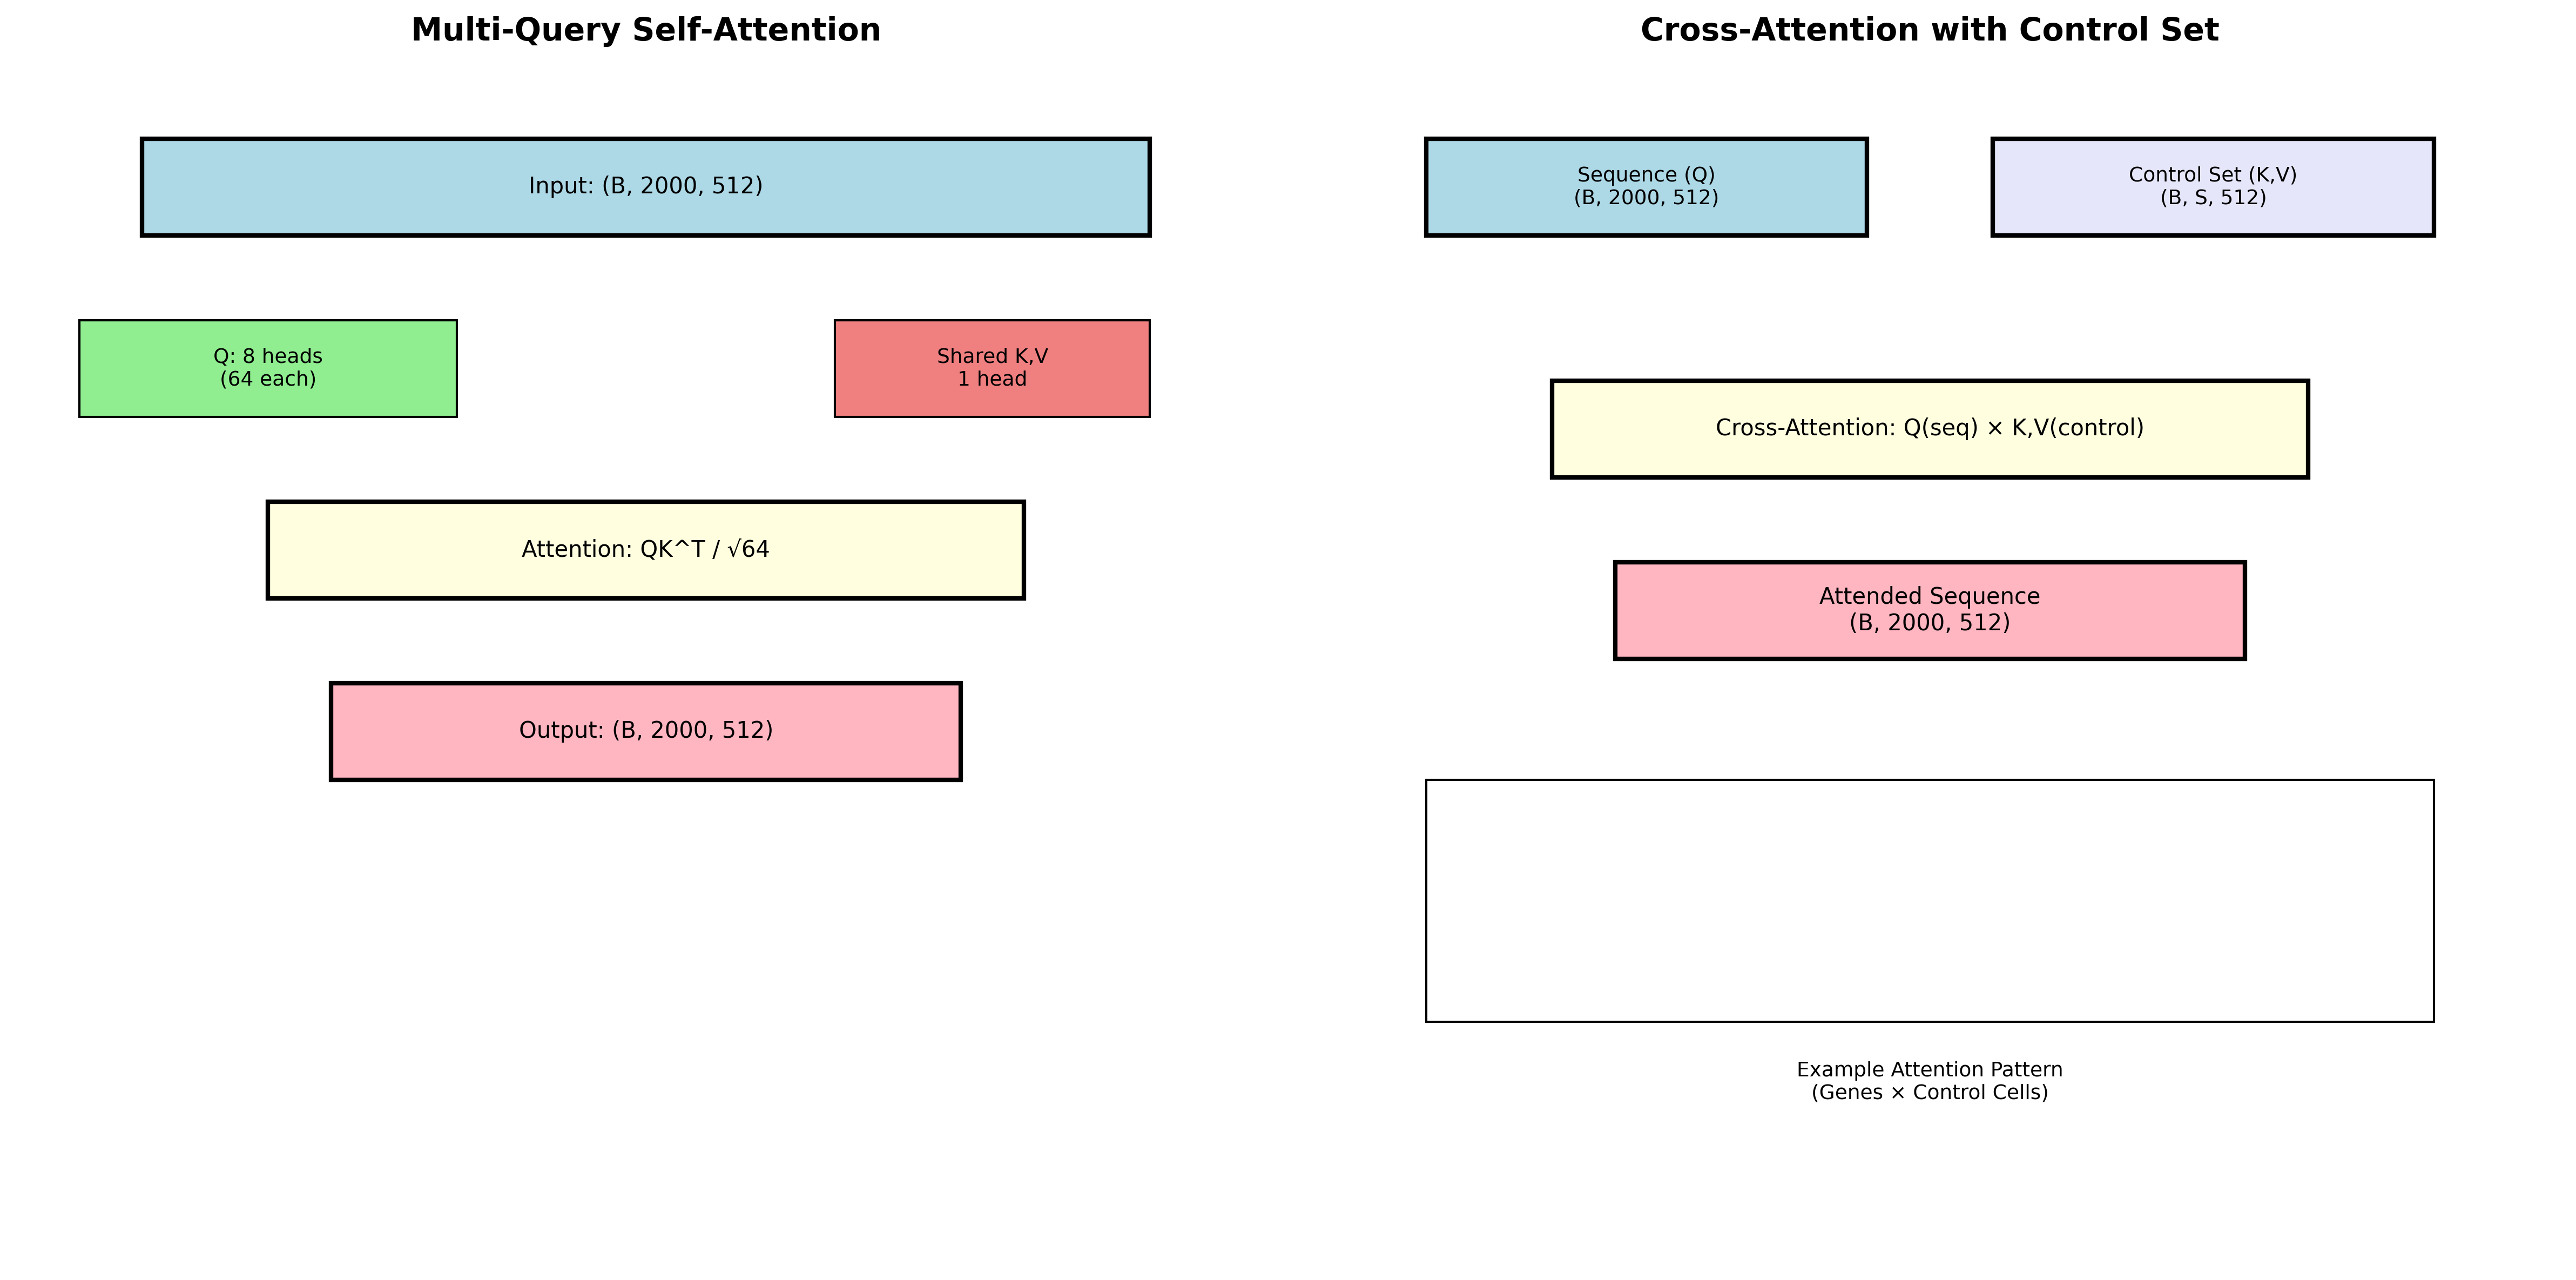 Multi-Query Self-Attention
Input: (B, 2000, 512)
Q: 8 heads
(64 each)
Shared K,V
1 head
Attention: QK^T / √64
Output: (B, 2000, 512)
Cross-Attention with Control Set
Sequence (Q)
(B, 2000, 512)
Control Set (K,V)
(B, S, 512)
Cross-Attention: Q(seq) × K,V(control)
Attended Sequence
(B, 2000, 512)
Example Attention Pattern
(Genes × Control Cells)